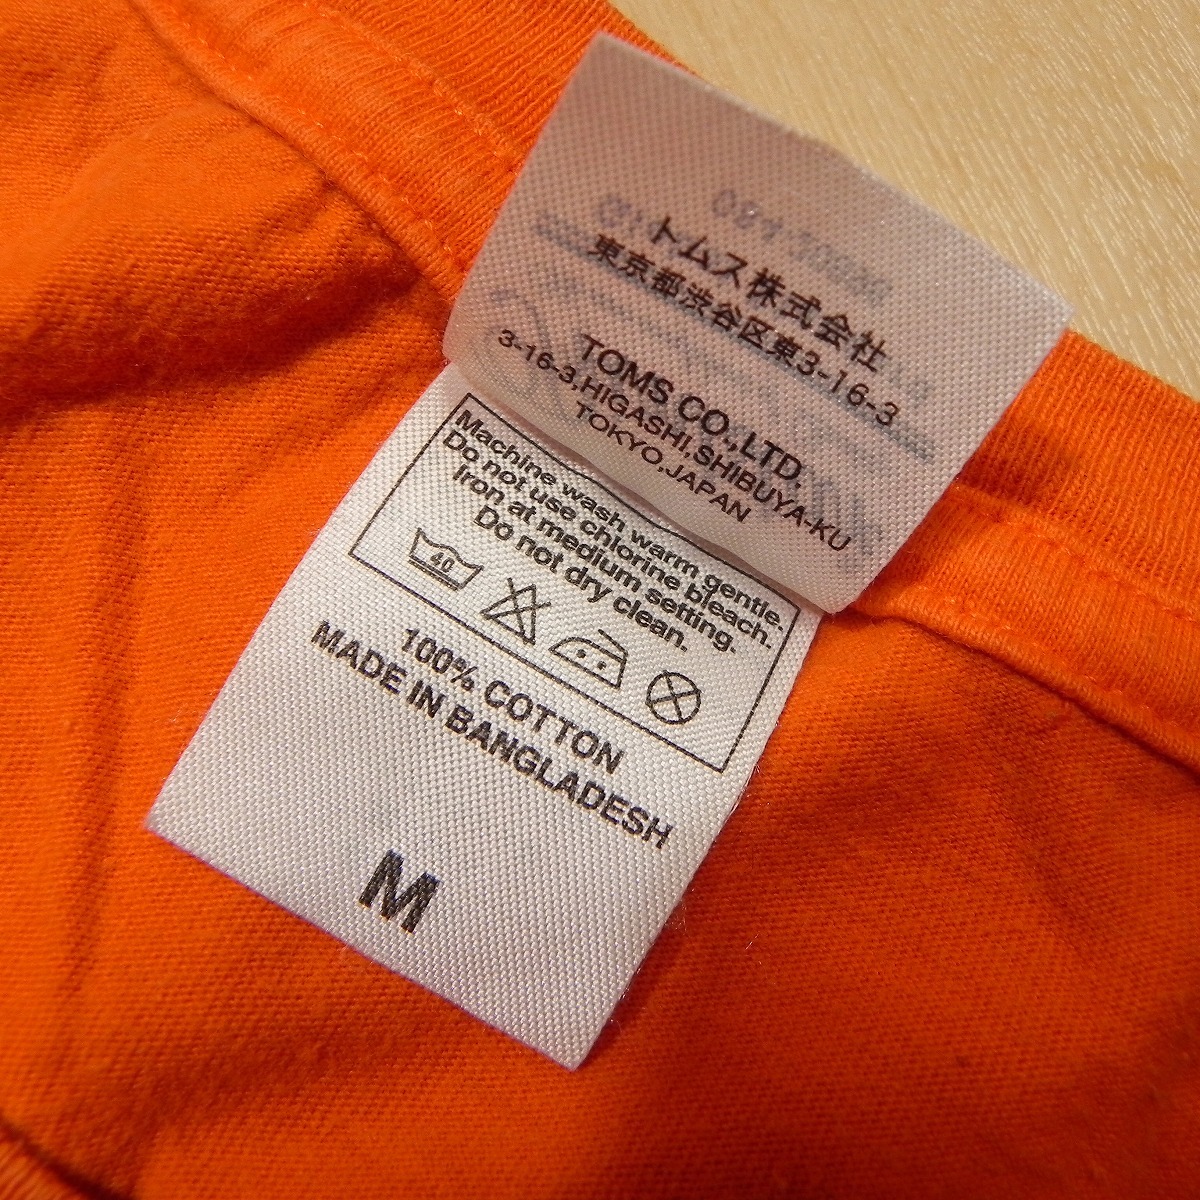 トムス株式会社
東京都渋谷区東3-16-3
TOMS CO.,LTD.
3-16-3,HIGASHI,SHIBUYA-KU
TOKYO,JAPAN
Machine wash warm gentle.
Do not use chlorine bleach.
Iron at medium setting.
Do not dry clean.
40
100% COTTON
MADE IN BANGLADESH
M